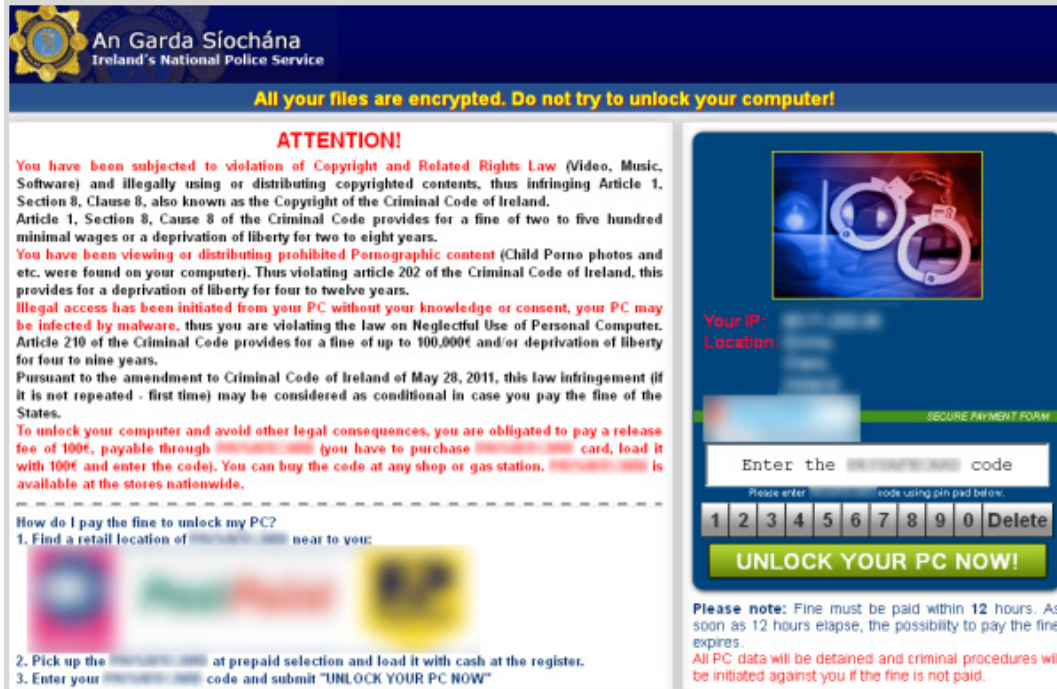 An Garda Síochána
Ireland's National Police Service
All your files are encrypted. Do not try to unlock your computer!
ATTENTION!
You have been subjected to violation of Copyright and Related Rights Law (Video, Music,
Software) and illegally using or distributing copyrighted contents, thus infringing Article 1,
Section 8, Clause 8, also known as the Copyright of the Criminal Code of Ireland.
Article 1, Section 8, Cause 8 of the Criminal Code provides for a fine of two to five hundred
minimal wages or a deprivation of liberty for two to eight years.
You have been viewing or distributing prohibited Pornographic content (Child Porno photos and
etc. were found on your computer). Thus violating article 202 of the Criminal Code of Ireland, this
provides for a deprivation of liberty for four to twelve years.
Illegal access has been initiated from your PC without your knowledge or consent, your PC may
be infected by malware, thus you are violating the law on Neglectful Use of Personal Computer.
Article 210 of the Criminal Code provides for a fine of up to 100,000€ and/or deprivation of liberty
for four to nine years.
Pursuant to the amendment to Criminal Code of Ireland of May 28, 2011, this law infringement (if
it is not repeated - first time) may be considered as conditional in case you pay the fine of the
States.
To unlock your computer and avoid other legal consequences, you are obligated to pay a release
fee of 100€, payable through (you have to purchase card, load it
with 100€ and enter the code). You can buy the code at any shop or gas station. is
available at the stores nationwide.
How do I pay the fine to unlock my PC?
1. Find a retail location of near to you:
2. Pick up the at prepaid selection and load it with cash at the register.
3. Enter your code and submit "UNLOCK YOUR PC NOW"
Your IP:
Location:
SECURE PAYMENT FORM
Enter the code
Please enter code using pin pad below.
1 2 3 4 5 6 7 8 9 0 Delete
UNLOCK YOUR PC NOW!
Please note: Fine must be paid within 12 hours. As
soon as 12 hours elapse, the possibility to pay the fine
expires.
All PC data will be detained and criminal procedures will
be initiated against you if the fine is not paid.